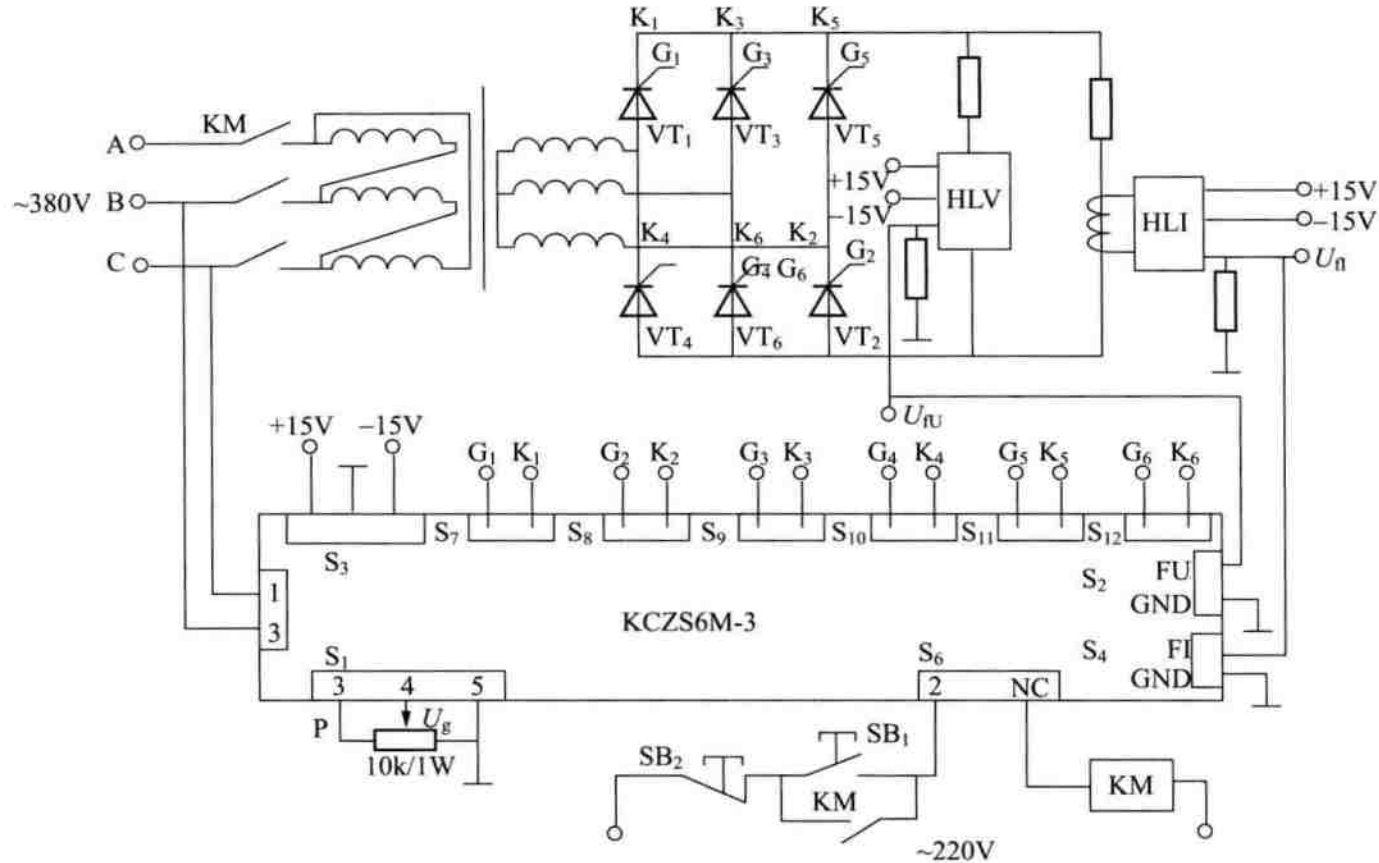 K₁ K₃ K₅
G₁ G₃ G₅
KM
A
VT₁ VT₃ VT₅
+15V
HLV
+15V
~380V B
−15V
HLI
−15V
K₄ K₆ K₂
C
G₄ G₆ G₂
U_fI
VT₄ VT₆ VT₂
U_fU
+15V −15V
G₁ K₁ G₂ K₂ G₃ K₃ G₄ K₄ G₅ K₅ G₆ K₆
S₇ S₈ S₉ S₁₀ S₁₁ S₁₂
S₃
1
S₂ FU
GND
3
KCZS6M-3
S₁
S₆
S₄ FI
GND
3 4 5
2 NC
P U_g
10k/1W
SB₂ SB₁
KM
KM
~220V